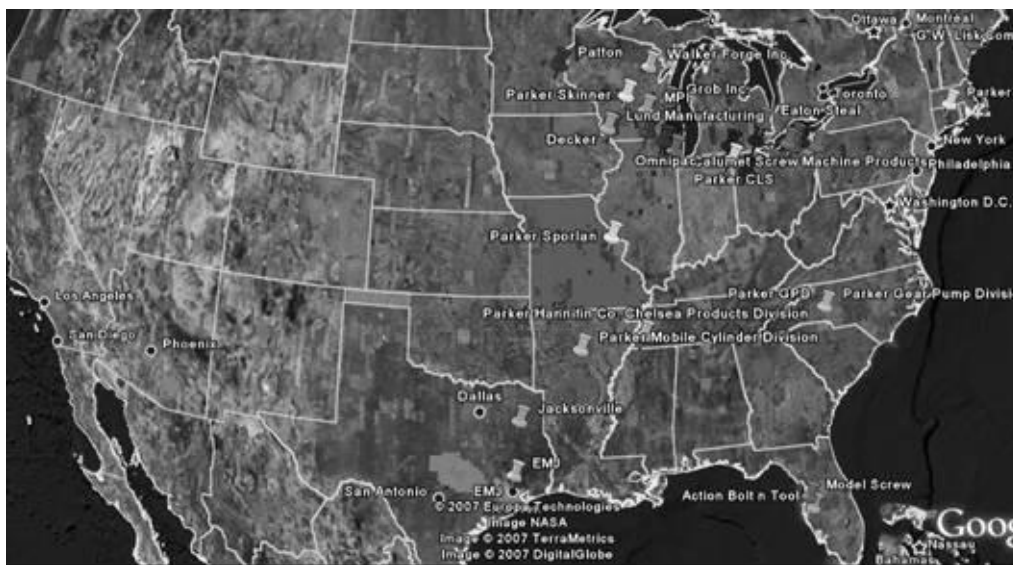 Ottawa
Montreal
G.W. Lisk Com
Patton
Walker Forge Inc.
Parker Skinner
MP
Grob Inc.
Toronto
Parker
Lund Manufacturing
Eaton Steal
Decker
New York
Omnipac
alumet Screw Machine Products
Philadelphia
Parker CLS
Washington D.C.
Parker Sporlan
Los Angeles
Parker GPD
Parker Gear Pump Divisi
Parker Hannifin Co. Chelsea Products Division
San Diego
Phoenix
Parker Mobile Cylinder Division
Dallas
Jacksonville
EMJ
San Antonio
EMJ
Model Screw
Action Bolt n Tool
© 2007 Europa Technologies
Image NASA
Image © 2007 TerraMetrics
Image © 2007 DigitalGlobe
Goog
Nassau
Bahamas